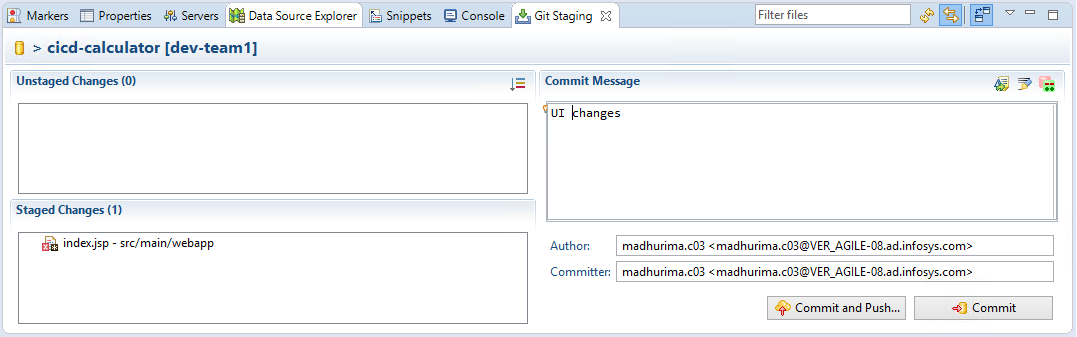 Markers Properties Servers Data Source Explorer Snippets Console Git Staging Filter files
> cicd-calculator [dev-team1]
Unstaged Changes (0)
Commit Message
UI changes
Staged Changes (1)
index.jsp - src/main/webapp
Author: madhurima.c03 <madhurima.c03@VER_AGILE-08.ad.infosys.com>
Committer: madhurima.c03 <madhurima.c03@VER_AGILE-08.ad.infosys.com>
Commit and Push... Commit